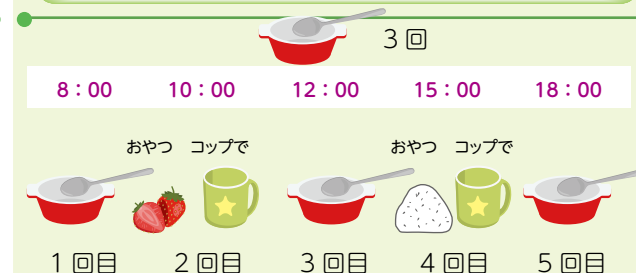 3回
8：00 10：00 12：00 15：00 18：00
おやつ コップで おやつ コップで
1回目 2回目 3回目 4回目 5回目